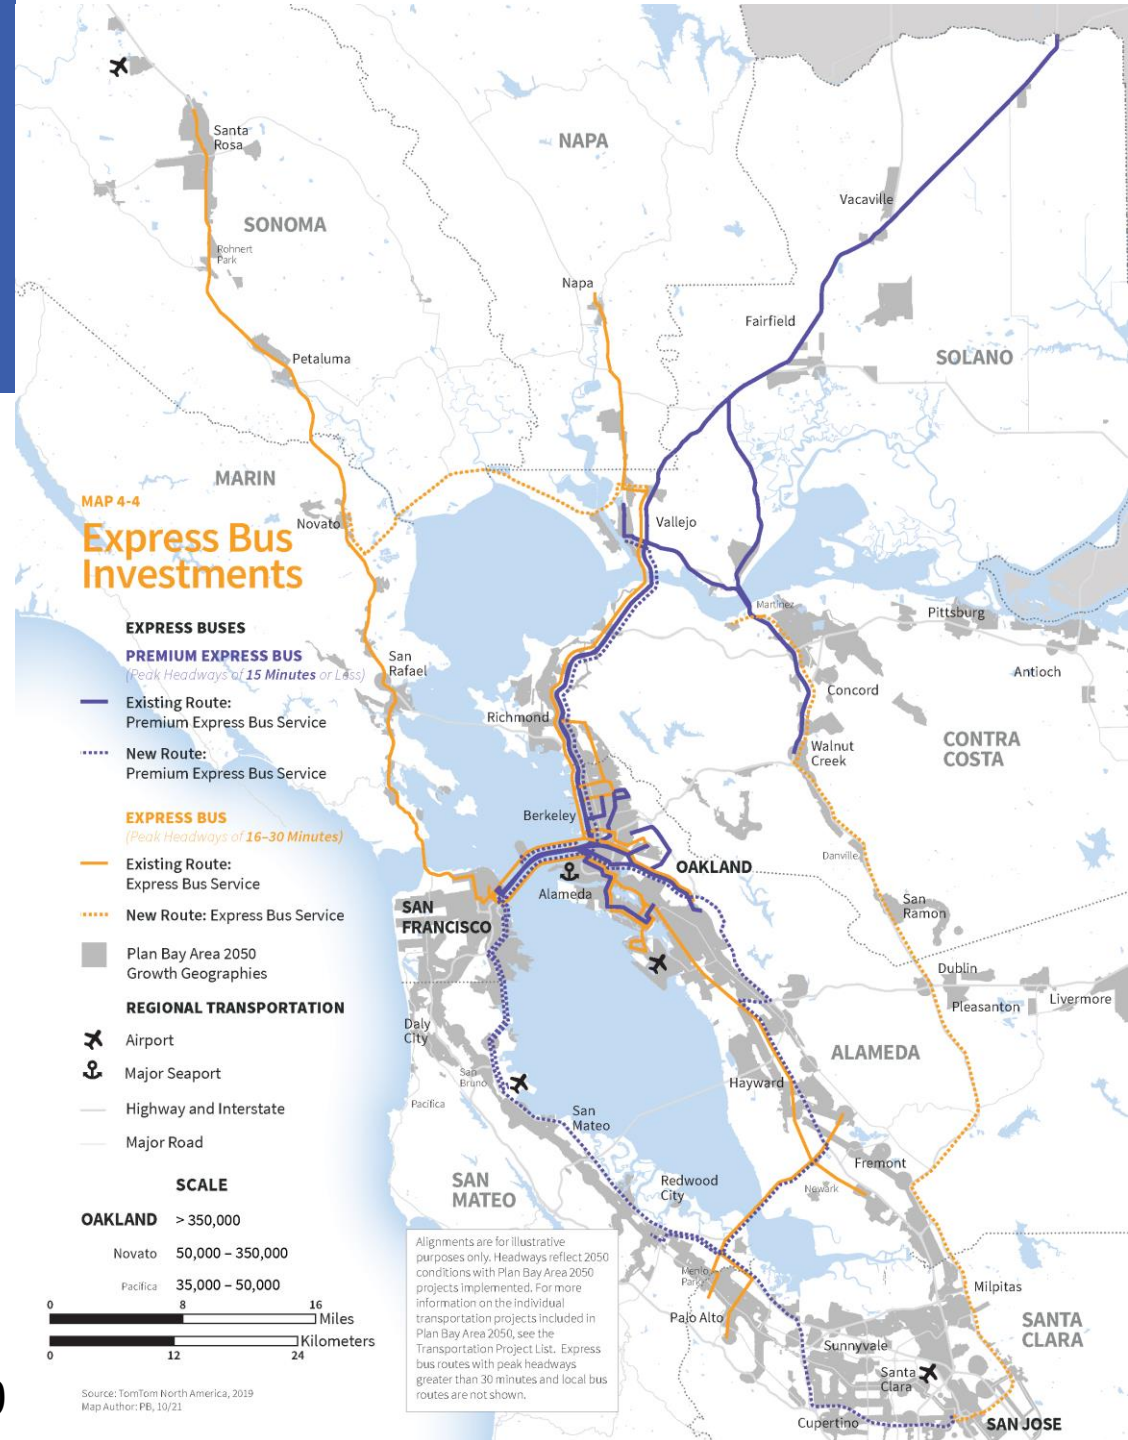 Santa
Rosa
SONOMA
Rohnert
Park
NAPA
Napa
Vacaville
Fairfield
SOLANO
Petaluma
MARIN
Novato
Vallejo
MAP 4-4
Express Bus
Investments
EXPRESS BUSES
PREMIUM EXPRESS BUS
(Peak Headways of 15 Minutes or Less)
Existing Route:
Premium Express Bus Service
New Route:
Premium Express Bus Service
EXPRESS BUS
(Peak Headways of 16–30 Minutes)
Existing Route:
Express Bus Service
New Route: Express Bus Service
Plan Bay Area 2050
Growth Geographies
REGIONAL TRANSPORTATION
Airport
Major Seaport
Highway and Interstate
Major Road
SCALE
OAKLAND > 350,000
Novato 50,000 – 350,000
Pacifica 35,000 – 50,000
0 8 16
Miles
Kilometers
0 12 24
Source: TomTom North America, 2019
Map Author: PB, 10/21
Martinez
Pittsburg
Antioch
San
Rafael
Concord
Richmond
Walnut
Creek
CONTRA
COSTA
Berkeley
OAKLAND
Danville
Alameda
SAN
FRANCISCO
San
Ramon
Dublin
Pleasanton
Livermore
Daly
City
ALAMEDA
San
Bruno
Hayward
Pacifica
San
Mateo
Fremont
SAN
MATEO
Redwood
City
Newark
Alignments are for illustrative
purposes only. Headways reflect 2050
conditions with Plan Bay Area 2050
projects implemented. For more
information on the individual
transportation projects included in
Plan Bay Area 2050, see the
Transportation Project List. Express
bus routes with peak headways
greater than 30 minutes and local bus
routes are not shown.
Menlo
Park
Palo Alto
Milpitas
SANTA
CLARA
Sunnyvale
Santa
Clara
Cupertino
SAN JOSE